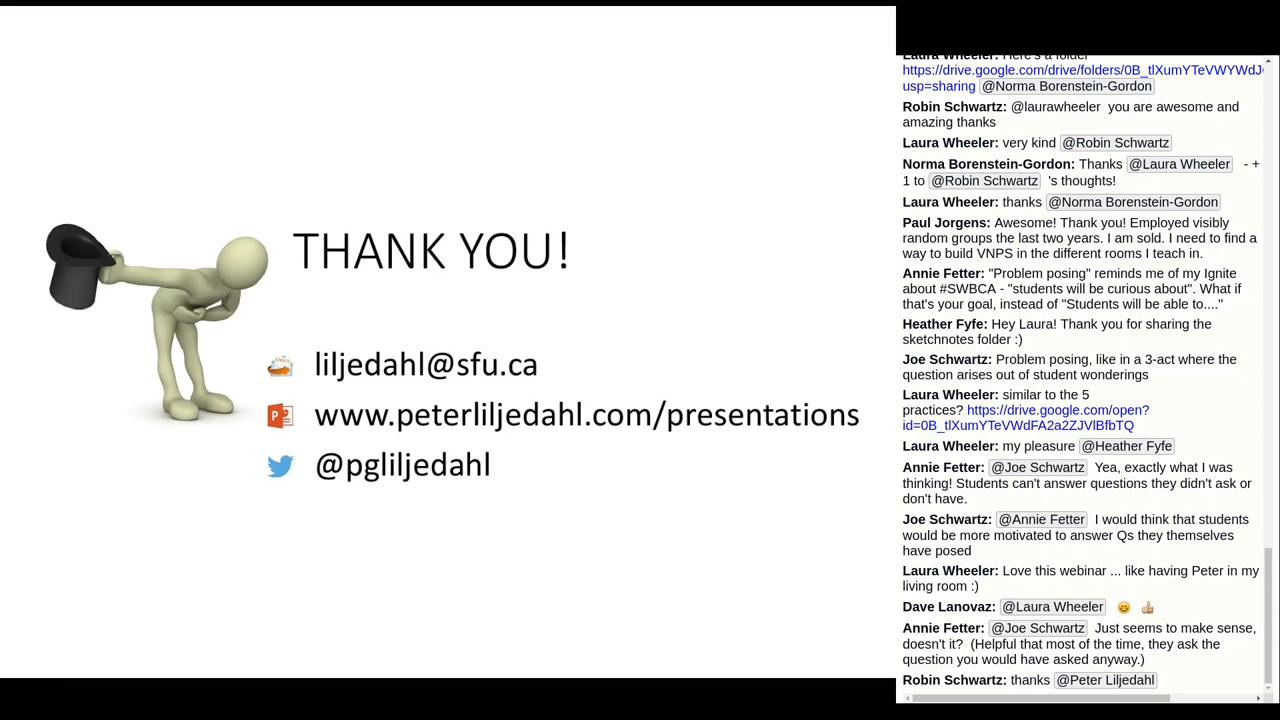 THANK YOU!
liljedahl@sfu.ca
www.peterliljedahl.com/presentations
@pgliljedahl
Laura Wheeler: Here's a folder
https://drive.google.com/drive/folders/0B_tlXumYTeVWYWdJ
usp=sharing @Norma Borenstein-Gordon
Robin Schwartz: @laurawheeler you are awesome and
amazing thanks
Laura Wheeler: very kind @Robin Schwartz
Norma Borenstein-Gordon: Thanks @Laura Wheeler - +
1 to @Robin Schwartz 's thoughts!
Laura Wheeler: thanks @Norma Borenstein-Gordon
Paul Jorgens: Awesome! Thank you! Employed visibly
random groups the last two years. I am sold. I need to find a
way to build VNPS in the different rooms I teach in.
Annie Fetter: "Problem posing" reminds me of my Ignite
about #SWBCA - "students will be curious about". What if
that's your goal, instead of "Students will be able to...."
Heather Fyfe: Hey Laura! Thank you for sharing the
sketchnotes folder :)
Joe Schwartz: Problem posing, like in a 3-act where the
question arises out of student wonderings
Laura Wheeler: similar to the 5
practices? https://drive.google.com/open?
id=0B_tlXumYTeVWdFA2a2ZJVlBfbTQ
Laura Wheeler: my pleasure @Heather Fyfe
Annie Fetter: @Joe Schwartz Yea, exactly what I was
thinking! Students can't answer questions they didn't ask or
don't have.
Joe Schwartz: @Annie Fetter I would think that students
would be more motivated to answer Qs they themselves
have posed
Laura Wheeler: Love this webinar ... like having Peter in my
living room :)
Dave Lanovaz: @Laura Wheeler 😊 👍
Annie Fetter: @Joe Schwartz Just seems to make sense,
doesn't it? (Helpful that most of the time, they ask the
question you would have asked anyway.)
Robin Schwartz: thanks @Peter Liljedahl